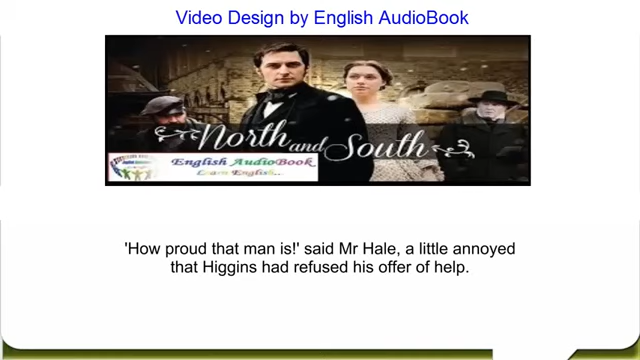 Video Design by English AudioBook
North and South
English AudioBook
Learn English...
'How proud that man is!' said Mr Hale, a little annoyed
that Higgins had refused his offer of help.